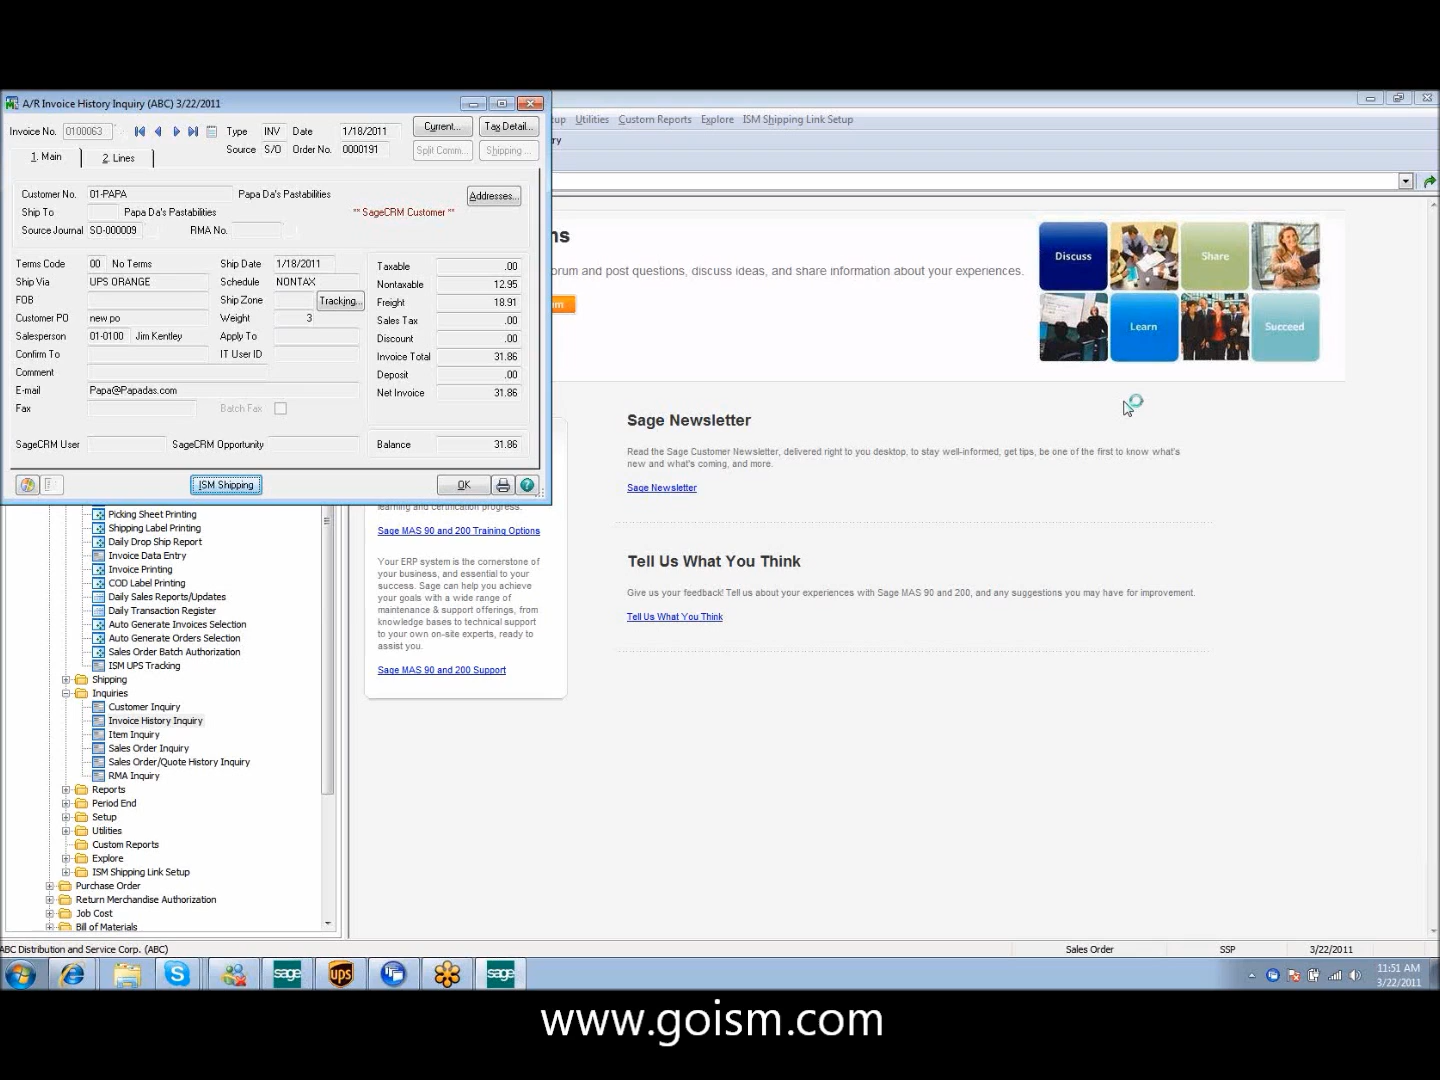 A/R Invoice History Inquiry (ABC) 3/22/2011
Invoice No. 0100063 Type INV Date 1/18/2011 Current... Tax Detail...
Source S/O Order No. 0000191 Split Comm... Shipping ...
1. Main 2. Lines
Customer No. 01-PAPA Papa Da's Pastabilities Addresses...
Ship To Papa Da's Pastabilities ** SageCRM Customer **
Source Journal SO-000009 RMA No.
Terms Code 00 No Terms Ship Date 1/18/2011 Taxable .00
Ship Via UPS ORANGE Schedule NONTAX Nontaxable 12.95
FOB Ship Zone Tracking... Freight 18.91
Customer PO new po Weight 3 Sales Tax .00
Salesperson 01-0100 Jim Kentley Apply To Discount .00
Confirm To IT User ID Invoice Total 31.86
Comment Deposit .00
E-mail Papa@Papadas.com Net Invoice 31.86
Fax Batch Fax
SageCRM User SageCRM Opportunity Balance 31.86
ISM Shipping OK
up Utilities Custom Reports Explore ISM Shipping Link Setup
ry
ns
orum and post questions, discuss ideas, and share information about your experiences.
m
Discuss Share
Learn Succeed
Sage Newsletter
Read the Sage Customer Newsletter, delivered right to you desktop, to stay well-informed, get tips, be one of the first to know what's
new and what's coming, and more.
Sage Newsletter
Tell Us What You Think
Give us your feedback! Tell us about your experiences with Sage MAS 90 and 200, and any suggestions you may have for improvement.
Tell Us What You Think
learning and certification progress.
Sage MAS 90 and 200 Training Options
Your ERP system is the cornerstone of
your business, and essential to your
success. Sage can help you achieve
your goals with a wide range of
maintenance & support offerings, from
knowledge bases to technical support
to your own on-site experts, ready to
assist you.
Sage MAS 90 and 200 Support
Picking Sheet Printing
Shipping Label Printing
Daily Drop Ship Report
Invoice Data Entry
Invoice Printing
COD Label Printing
Daily Sales Reports/Updates
Daily Transaction Register
Auto Generate Invoices Selection
Auto Generate Orders Selection
Sales Order Batch Authorization
ISM UPS Tracking
Shipping
Inquiries
Customer Inquiry
Invoice History Inquiry
Item Inquiry
Sales Order Inquiry
Sales Order/Quote History Inquiry
RMA Inquiry
Reports
Period End
Setup
Utilities
Custom Reports
Explore
ISM Shipping Link Setup
Purchase Order
Return Merchandise Authorization
Job Cost
Bill of Materials
ABC Distribution and Service Corp. (ABC) Sales Order SSP 3/22/2011
sage ups sage
11:51 AM
3/22/2011
www.goism.com